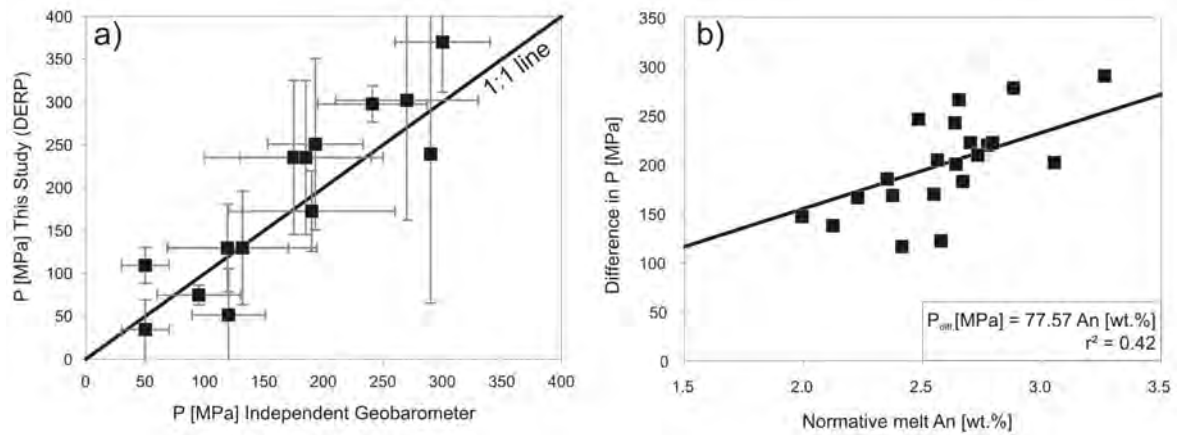 a)
400
350
300
250
200
150
100
50
0
P [MPa] This Study (DERP)
1:1 line
0 50 100 150 200 250 300 350 400
P [MPa] Independent Geobarometer
b)
350
300
250
200
150
100
50
0
Difference in P [MPa]
P diff.[MPa] = 77.57 An [wt.%]
r² = 0.42
1.5 2.0 2.5 3.0 3.5
Normative melt An [wt.%]